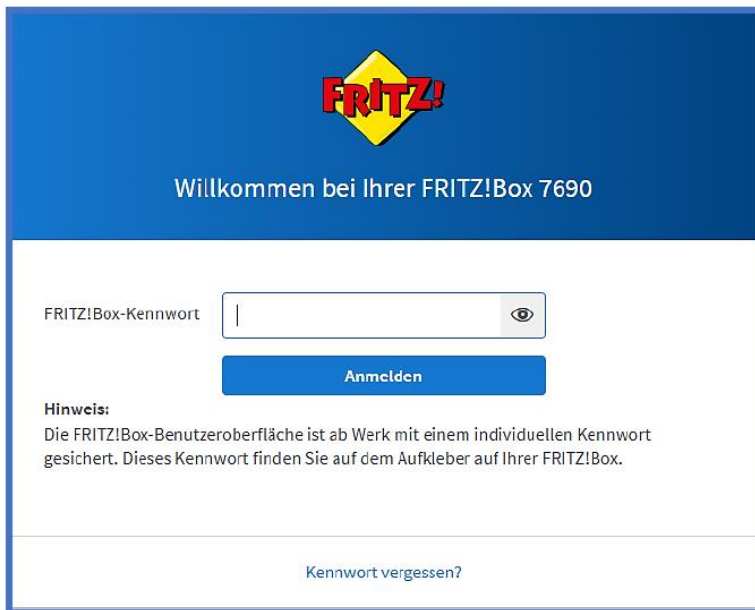 FRITZ!
Willkommen bei Ihrer FRITZ!Box 7690
FRITZ!Box-Kennwort
Anmelden
Hinweis:
Die FRITZ!Box-Benutzeroberfläche ist ab Werk mit einem individuellen Kennwort
gesichert. Dieses Kennwort finden Sie auf dem Aufkleber auf Ihrer FRITZ!Box.
Kennwort vergessen?